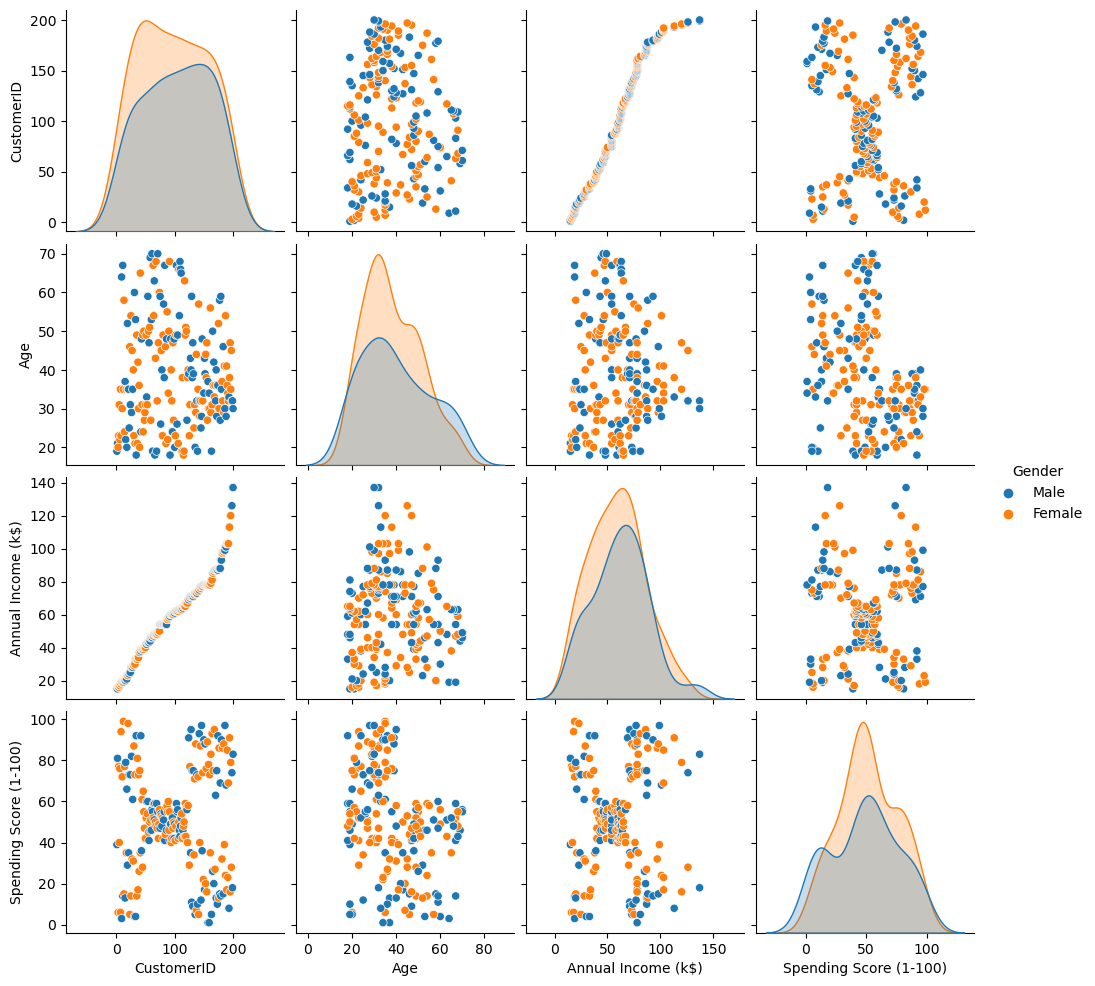 200
150
100
50
0
CustomerID
70
60
50
40
30
20
Age
Gender
Male
Female
140
120
100
80
60
40
20
Annual Income (k$)
100
80
60
40
20
0
Spending Score (1-100)
0 100 200
0 20 40 60 80
0 50 100 150
0 50 100
CustomerID
Age
Annual Income (k$)
Spending Score (1-100)